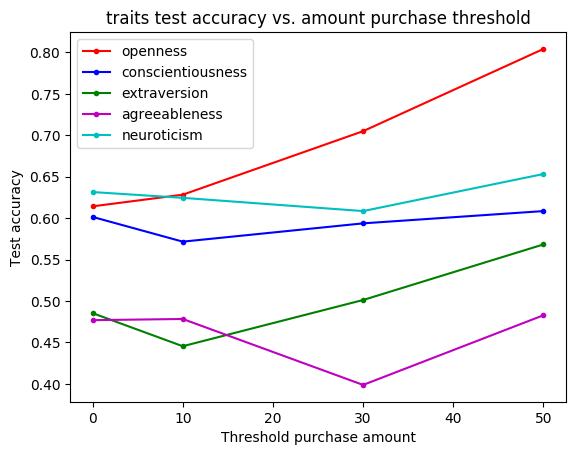 traits test accuracy vs. amount purchase threshold
openness
conscientiousness
extraversion
agreeableness
neuroticism
Test accuracy
0.80
0.75
0.70
0.65
0.60
0.55
0.50
0.45
0.40
0 10 20 30 40 50
Threshold purchase amount